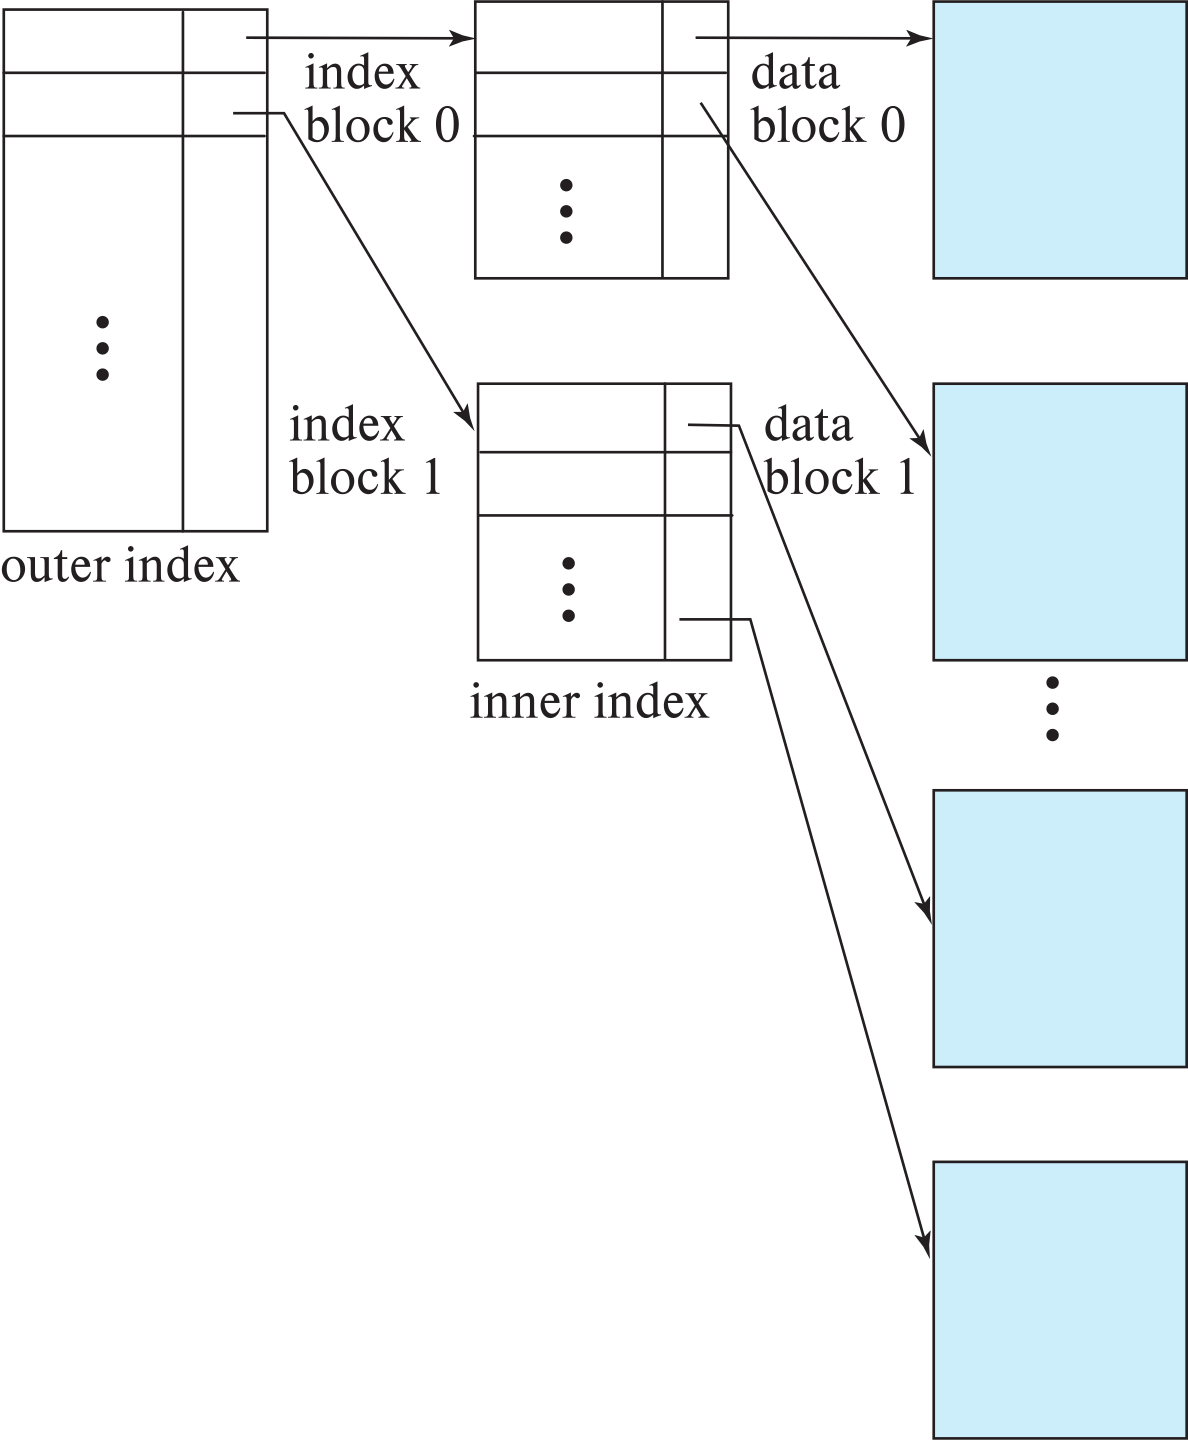 index
block 0
data
block 0
index
block 1
data
block 1
outer index
inner index